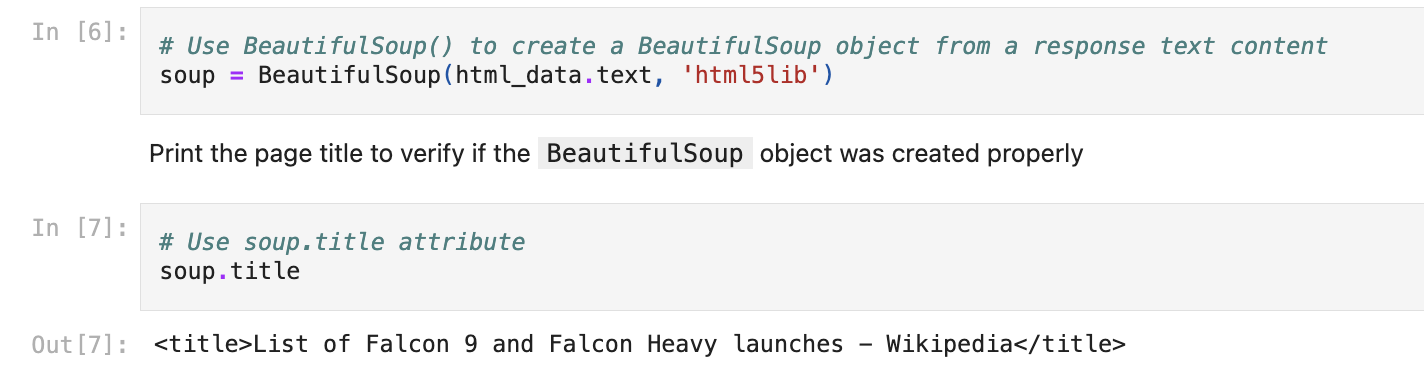 In [6]:
# Use BeautifulSoup() to create a BeautifulSoup object from a response text content
soup = BeautifulSoup(html_data.text, 'html5lib')
Print the page title to verify if the BeautifulSoup object was created properly
In [7]:
# Use soup.title attribute
soup.title
Out[7]: <title>List of Falcon 9 and Falcon Heavy launches – Wikipedia</title>